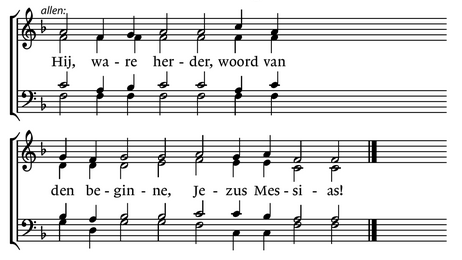 allen:
Hij, wa - re her - der, woord van
den be - gin - ne, Je - zus Mes - si - as!